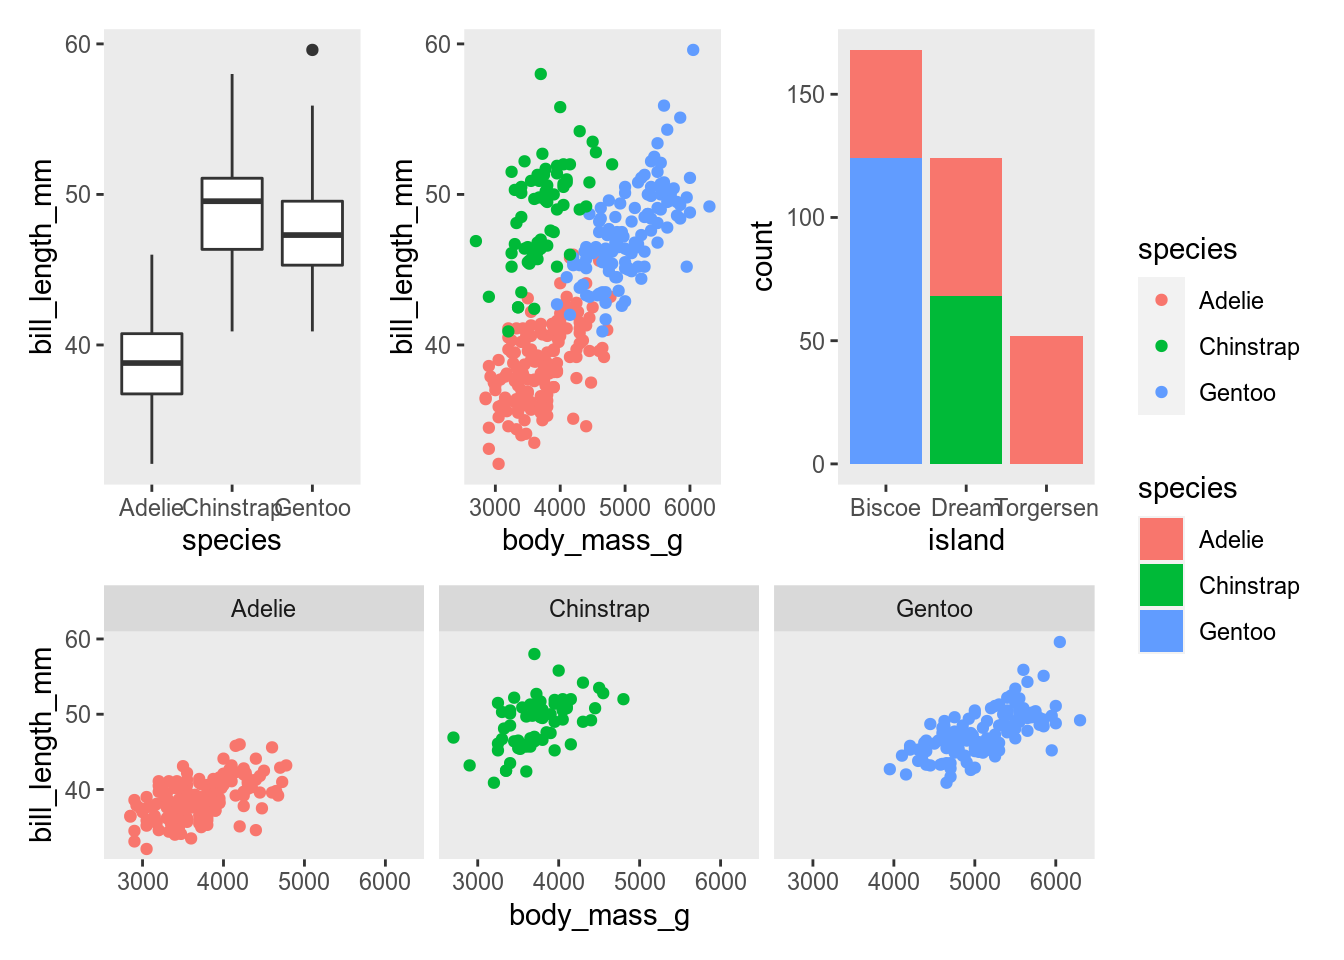 60
50
40
bill_length_mm
Adelie
Chinstrap
Gentoo
species
60
50
40
bill_length_mm
3000 4000 5000 6000
body_mass_g
150
100
50
0
count
Biscoe
Dream
Torgersen
island
species
Adelie
Chinstrap
Gentoo
species
Adelie
Chinstrap
Gentoo
Adelie
Chinstrap
Gentoo
60
50
40
bill_length_mm
3000 4000 5000 6000
3000 4000 5000 6000
3000 4000 5000 6000
body_mass_g